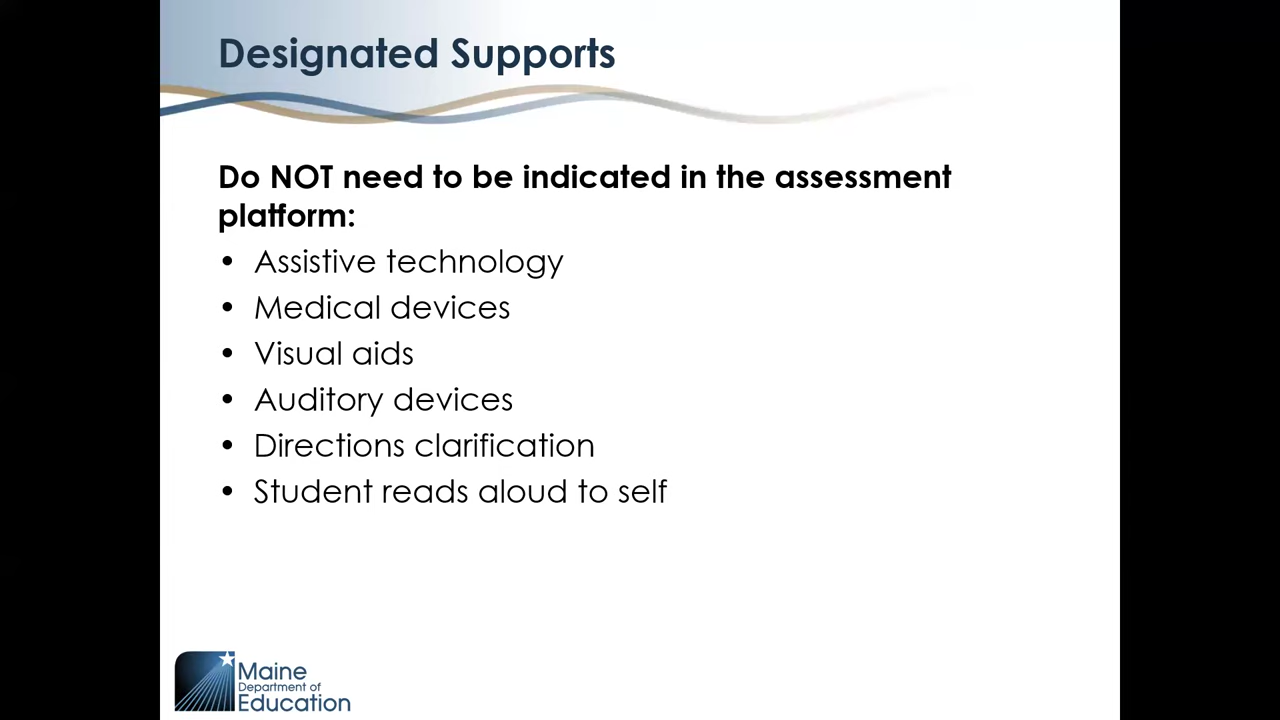 Designated Supports
Do NOT need to be indicated in the assessment
platform:
• Assistive technology
• Medical devices
• Visual aids
• Auditory devices
• Directions clarification
• Student reads aloud to self
Maine
Department of
Education